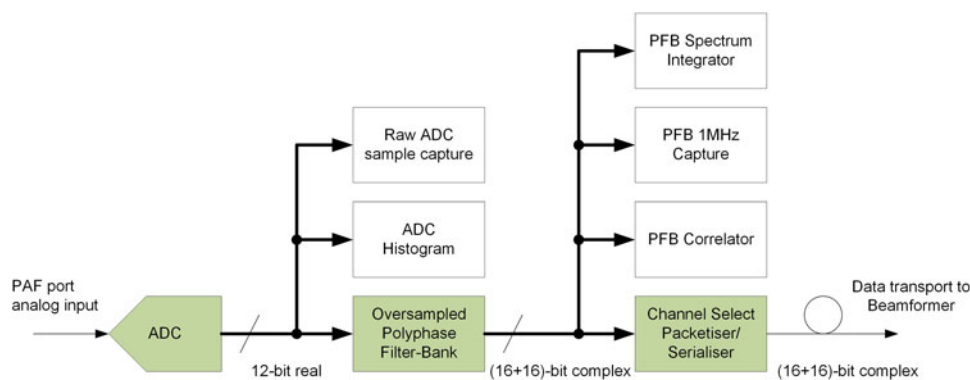 PFB Spectrum
Integrator
Raw ADC
sample capture
PFB 1MHz
Capture
ADC
Histogram
PFB Correlator
PAF port
analog input
ADC
Oversampled
Polyphase
Filter-Bank
Channel Select
Packetiser/
Serialiser
Data transport to
Beamformer
12-bit real
(16+16)-bit complex
(16+16)-bit complex